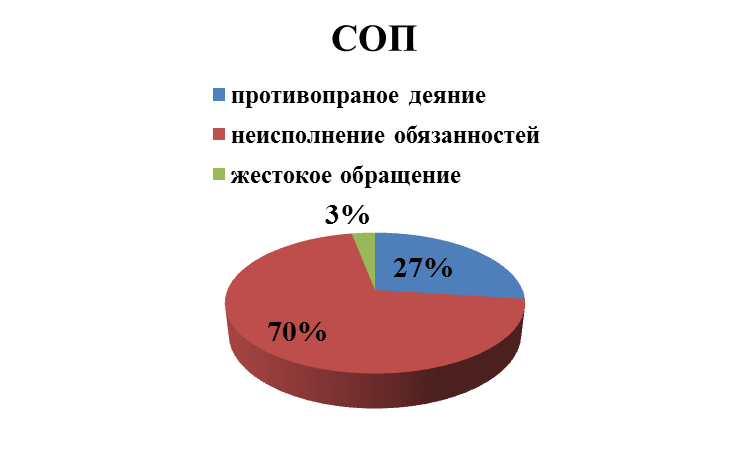 СОП
противопраное деяние
неисполнение обязанностей
жестокое обращение
3%
27%
70%